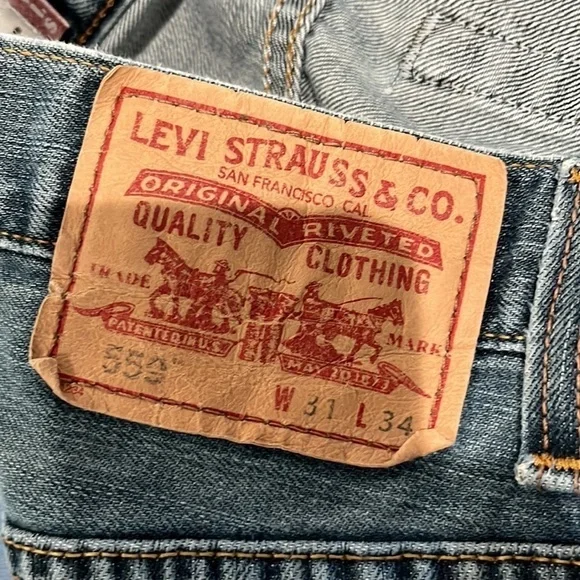 LEVI STRAUSS & CO.
SAN FRANCISCO CAL
ORIGINAL RIVETED
QUALITY CLOTHING
TRADE MARK
PATENTED IN U.S. MAY 20 1873
559
W 31 L 34